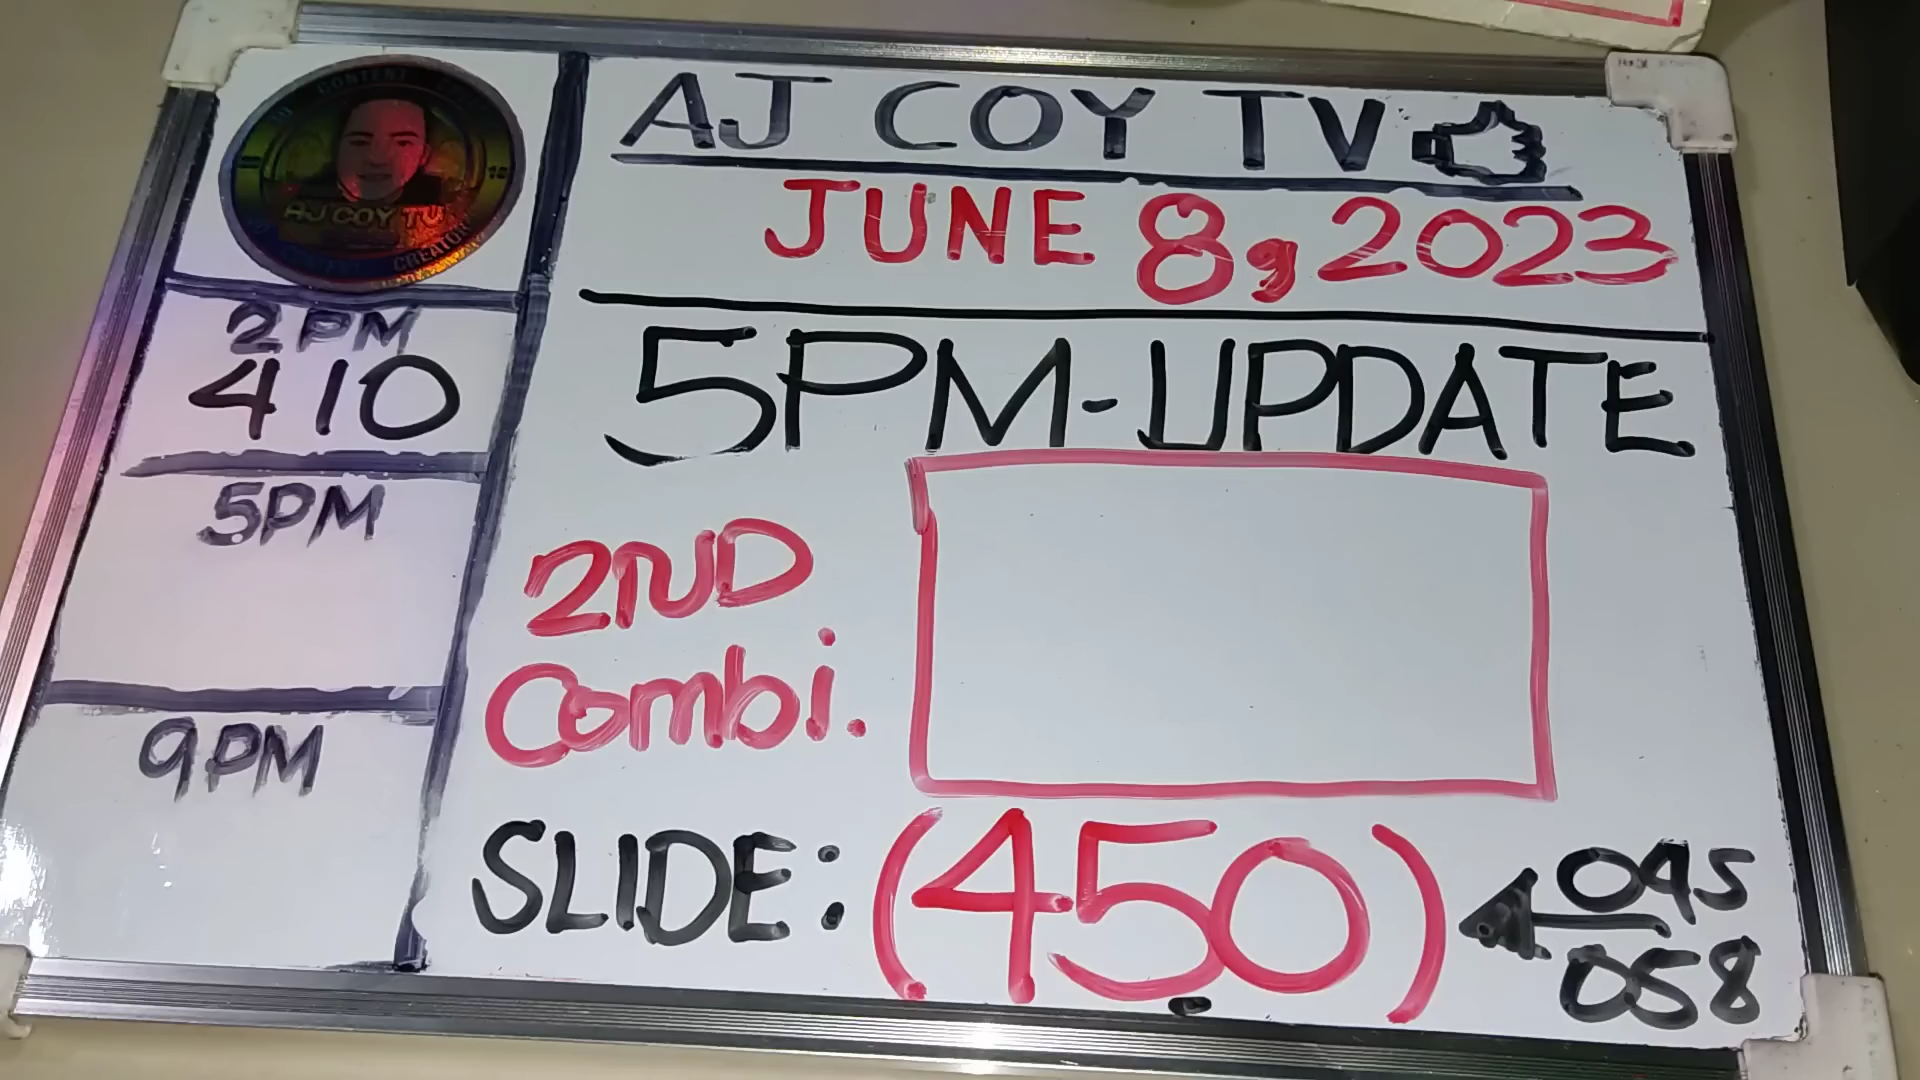 AJ COY TV
JUNE 8, 2023
AJ COY TV
CREATOR
2PM
410
5PM
9PM
5PM-UPDATE
2ND
Combi.
SLIDE: (450)
095
058